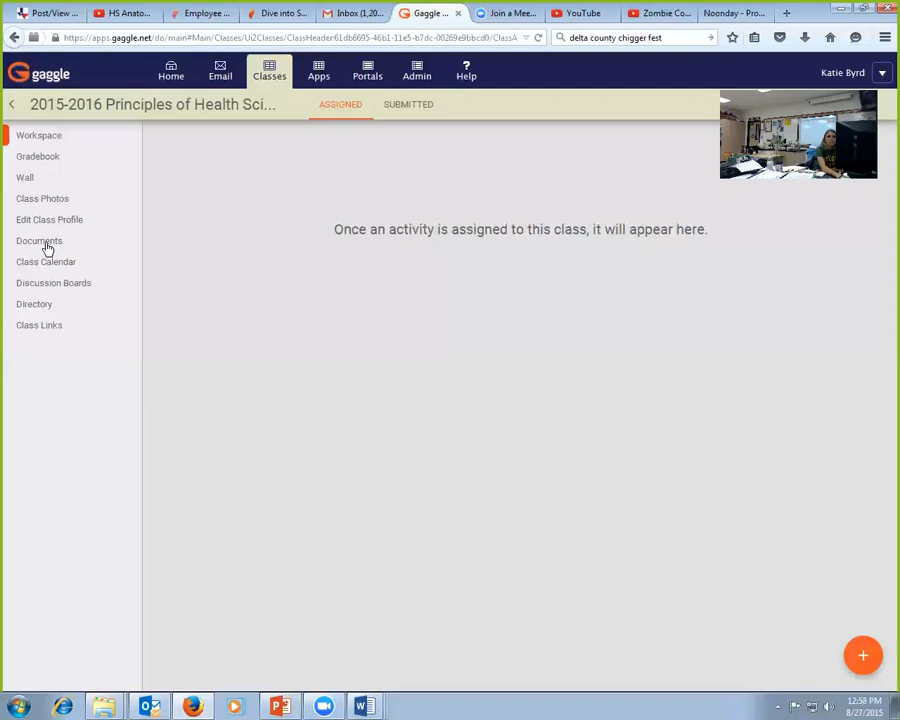 Post/View ...
HS Anato...
Employee ...
Dive into S...
Inbox (1,20...
Gaggle ...
Join a Mee...
YouTube
Zombie Co...
Noonday - Pro...
https://apps.gaggle.net/do/main#Main/Classes/Ui2Classes/ClassHeader:61db6695-46b1-11e5-b7dc-00269e9bbcd0/ClassA
delta county chigger fest
gaggle
Home
Email
Classes
Apps
Portals
Admin
Help
Katie Byrd
2015-2016 Principles of Health Sci...
ASSIGNED
SUBMITTED
Workspace
Gradebook
Wall
Class Photos
Edit Class Profile
Documents
Class Calendar
Discussion Boards
Directory
Class Links
Once an activity is assigned to this class, it will appear here.
12:58 PM
8/27/2015